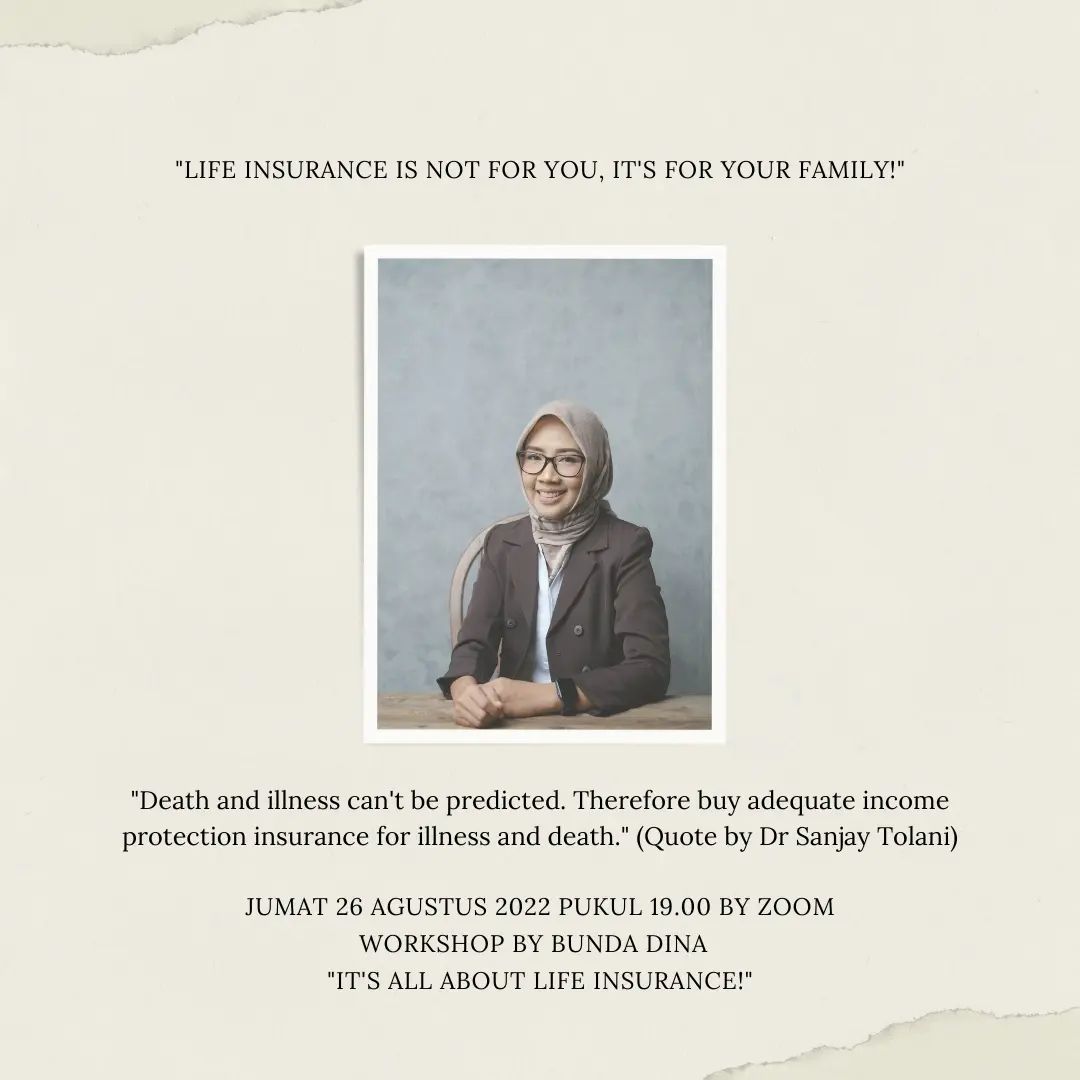 "LIFE INSURANCE IS NOT FOR YOU, IT'S FOR YOUR FAMILY!"
"Death and illness can't be predicted. Therefore buy adequate income
protection insurance for illness and death." (Quote by Dr Sanjay Tolani)
JUMAT 26 AGUSTUS 2022 PUKUL 19.00 BY ZOOM
WORKSHOP BY BUNDA DINA
"IT'S ALL ABOUT LIFE INSURANCE!"